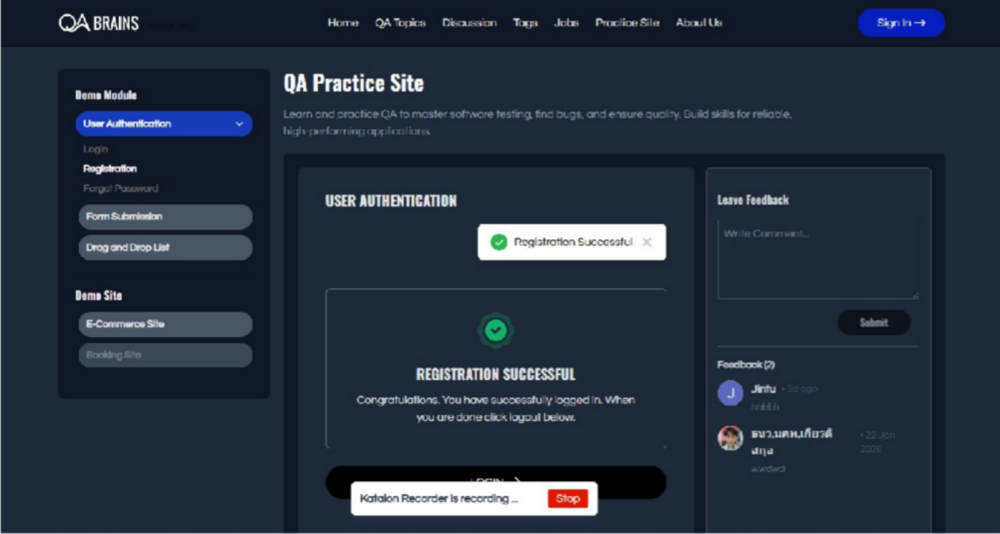 QA BRAINS
Home QA Topics Discussion Tags Jobs Practice Site About Us
Sign In →
Demo Module
User Authentication
Login
Registration
Forgot Password
Form Submission
Drag and Drop List
Demo Site
E-Commerce Site
Booking Site
QA Practice Site
Learn and practice QA to master software testing, find bugs, and ensure quality. Build skills for reliable,
high-performing applications.
USER AUTHENTICATION
Registration Successful
REGISTRATION SUCCESSFUL
Congratulations. You have successfully logged in. When
you are done click logout below.
LOGIN
Katalon Recorder is recording ...
Stop
Leave Feedback
Write Comment...
Submit
Feedback (2)
Jintu • 5d ago
ธนว,มคท,เกียรติ • 22 Jan
สกุล 2026
wwdwd